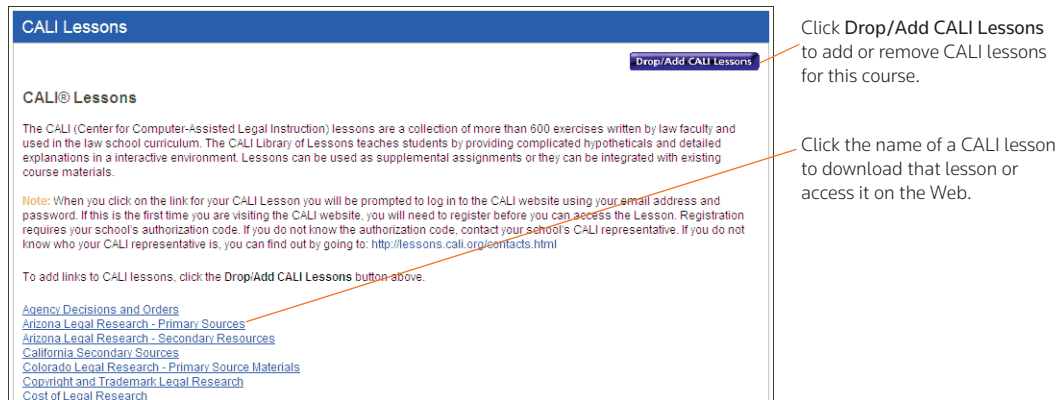 CALI Lessons
Drop/Add CALI Lessons
CALI® Lessons
The CALI (Center for Computer-Assisted Legal Instruction) lessons are a collection of more than 600 exercises written by law faculty and
used in the law school curriculum. The CALI Library of Lessons teaches students by providing complicated hypotheticals and detailed
explanations in a interactive environment. Lessons can be used as supplemental assignments or they can be integrated with existing
course materials.
Note: When you click on the link for your CALI Lesson you will be prompted to log in to the CALI website using your email address and
password. If this is the first time you are visiting the CALI website, you will need to register before you can access the Lesson. Registration
requires your school's authorization code. If you do not know the authorization code, contact your school's CALI representative. If you do not
know who your CALI representative is, you can find out by going to: http://lessons.cali.org/contacts.html
To add links to CALI lessons, click the Drop/Add CALI Lessons button above.
Agency Decisions and Orders
Arizona Legal Research - Primary Sources
Arizona Legal Research - Secondary Resources
California Secondary Sources
Colorado Legal Research - Primary Source Materials
Copyright and Trademark Legal Research
Cost of Legal Research
Click Drop/Add CALI Lessons
to add or remove CALI lessons
for this course.
Click the name of a CALI lesson
to download that lesson or
access it on the Web.